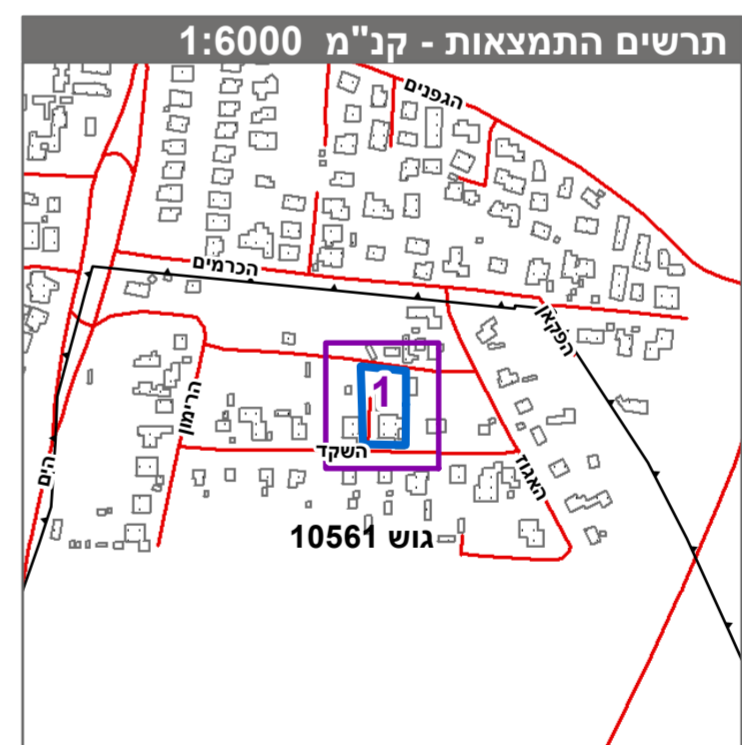 תרשים התמצאות - קנ"מ 1:6000
הגפנים
הכרמים
הפקאן
1
הרימון
השקד
האגוז
הים
גוש 10561